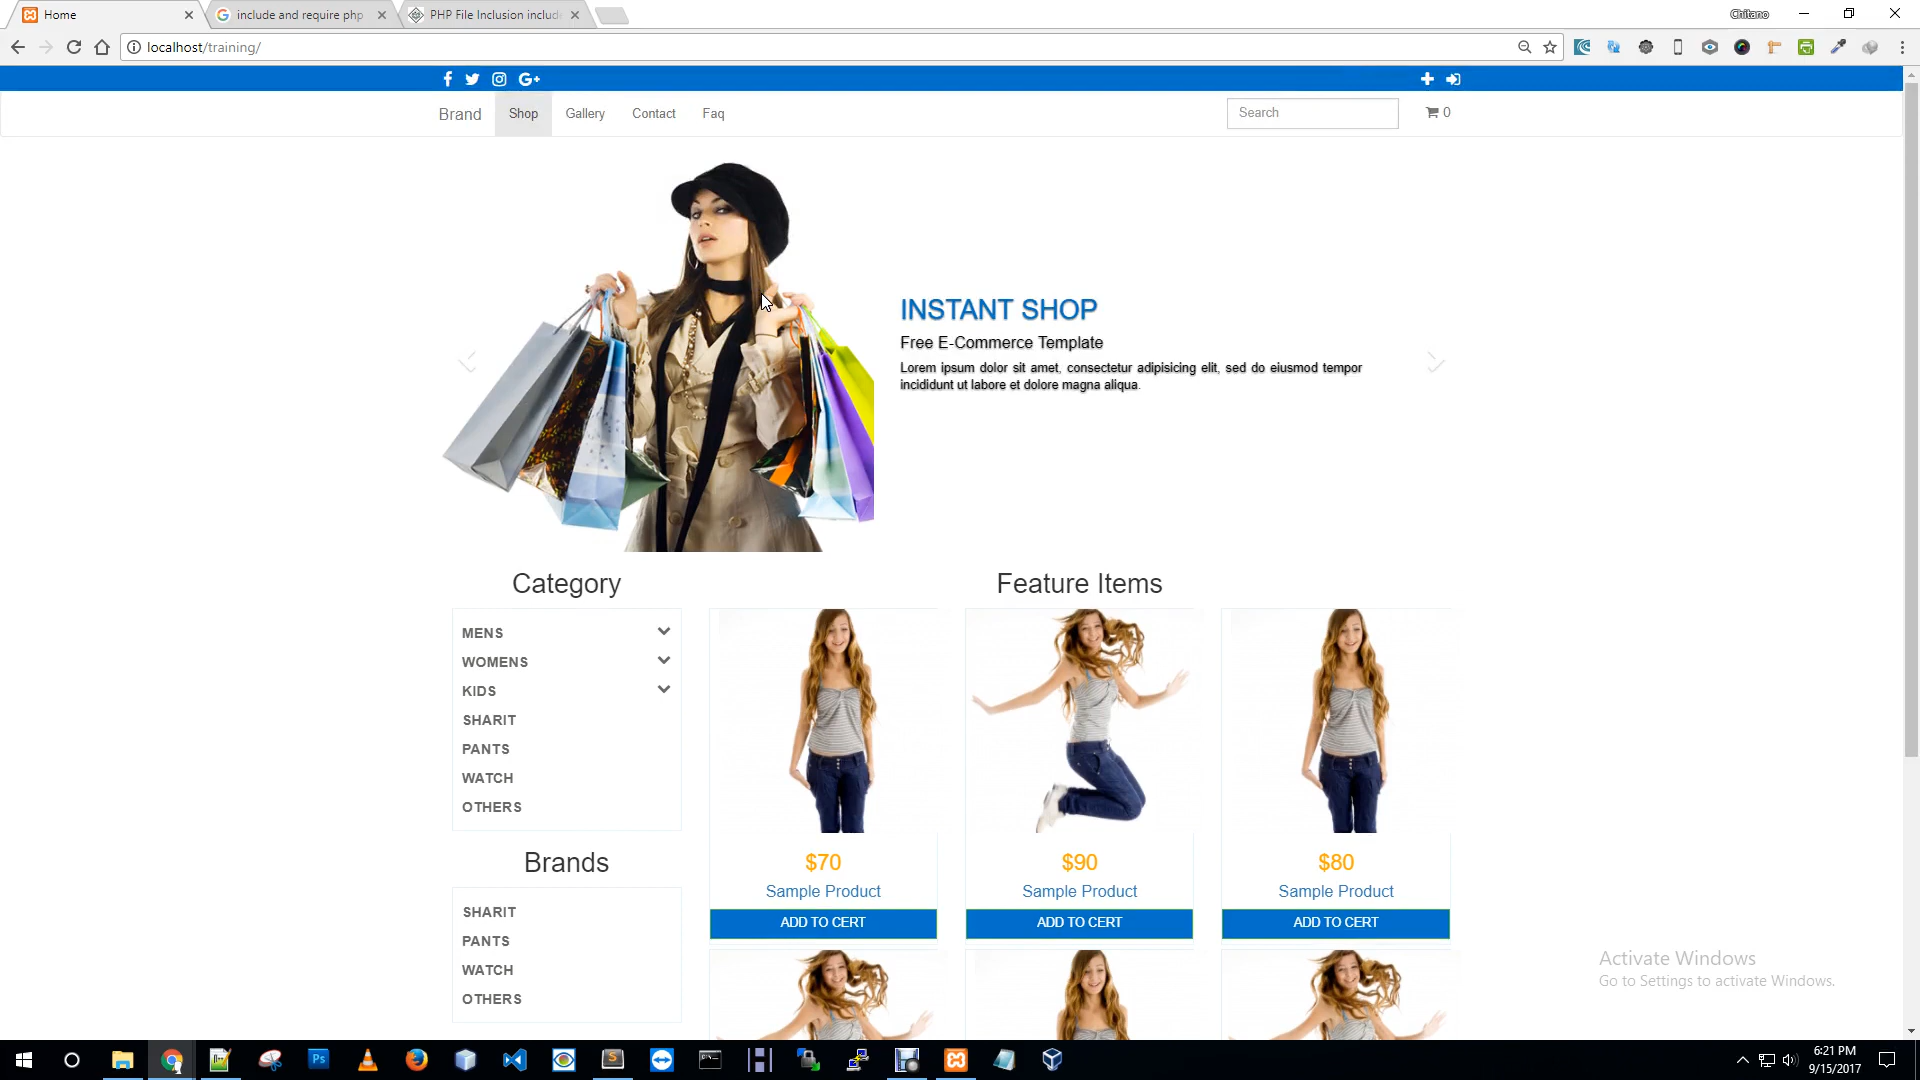 Home
include and require php
PHP File Inclusion include
Chitano
localhost/training/
Brand
Shop
Gallery
Contact
Faq
Search
0
INSTANT SHOP
Free E-Commerce Template
Lorem ipsum dolor sit amet, consectetur adipisicing elit, sed do eiusmod tempor
incididunt ut labore et dolore magna aliqua.
Category
MENS
WOMENS
KIDS
SHARIT
PANTS
WATCH
OTHERS
Brands
SHARIT
PANTS
WATCH
OTHERS
Feature Items
$70
Sample Product
ADD TO CERT
$90
Sample Product
ADD TO CERT
$80
Sample Product
ADD TO CERT
Activate Windows
Go to Settings to activate Windows.
6:21 PM
9/15/2017